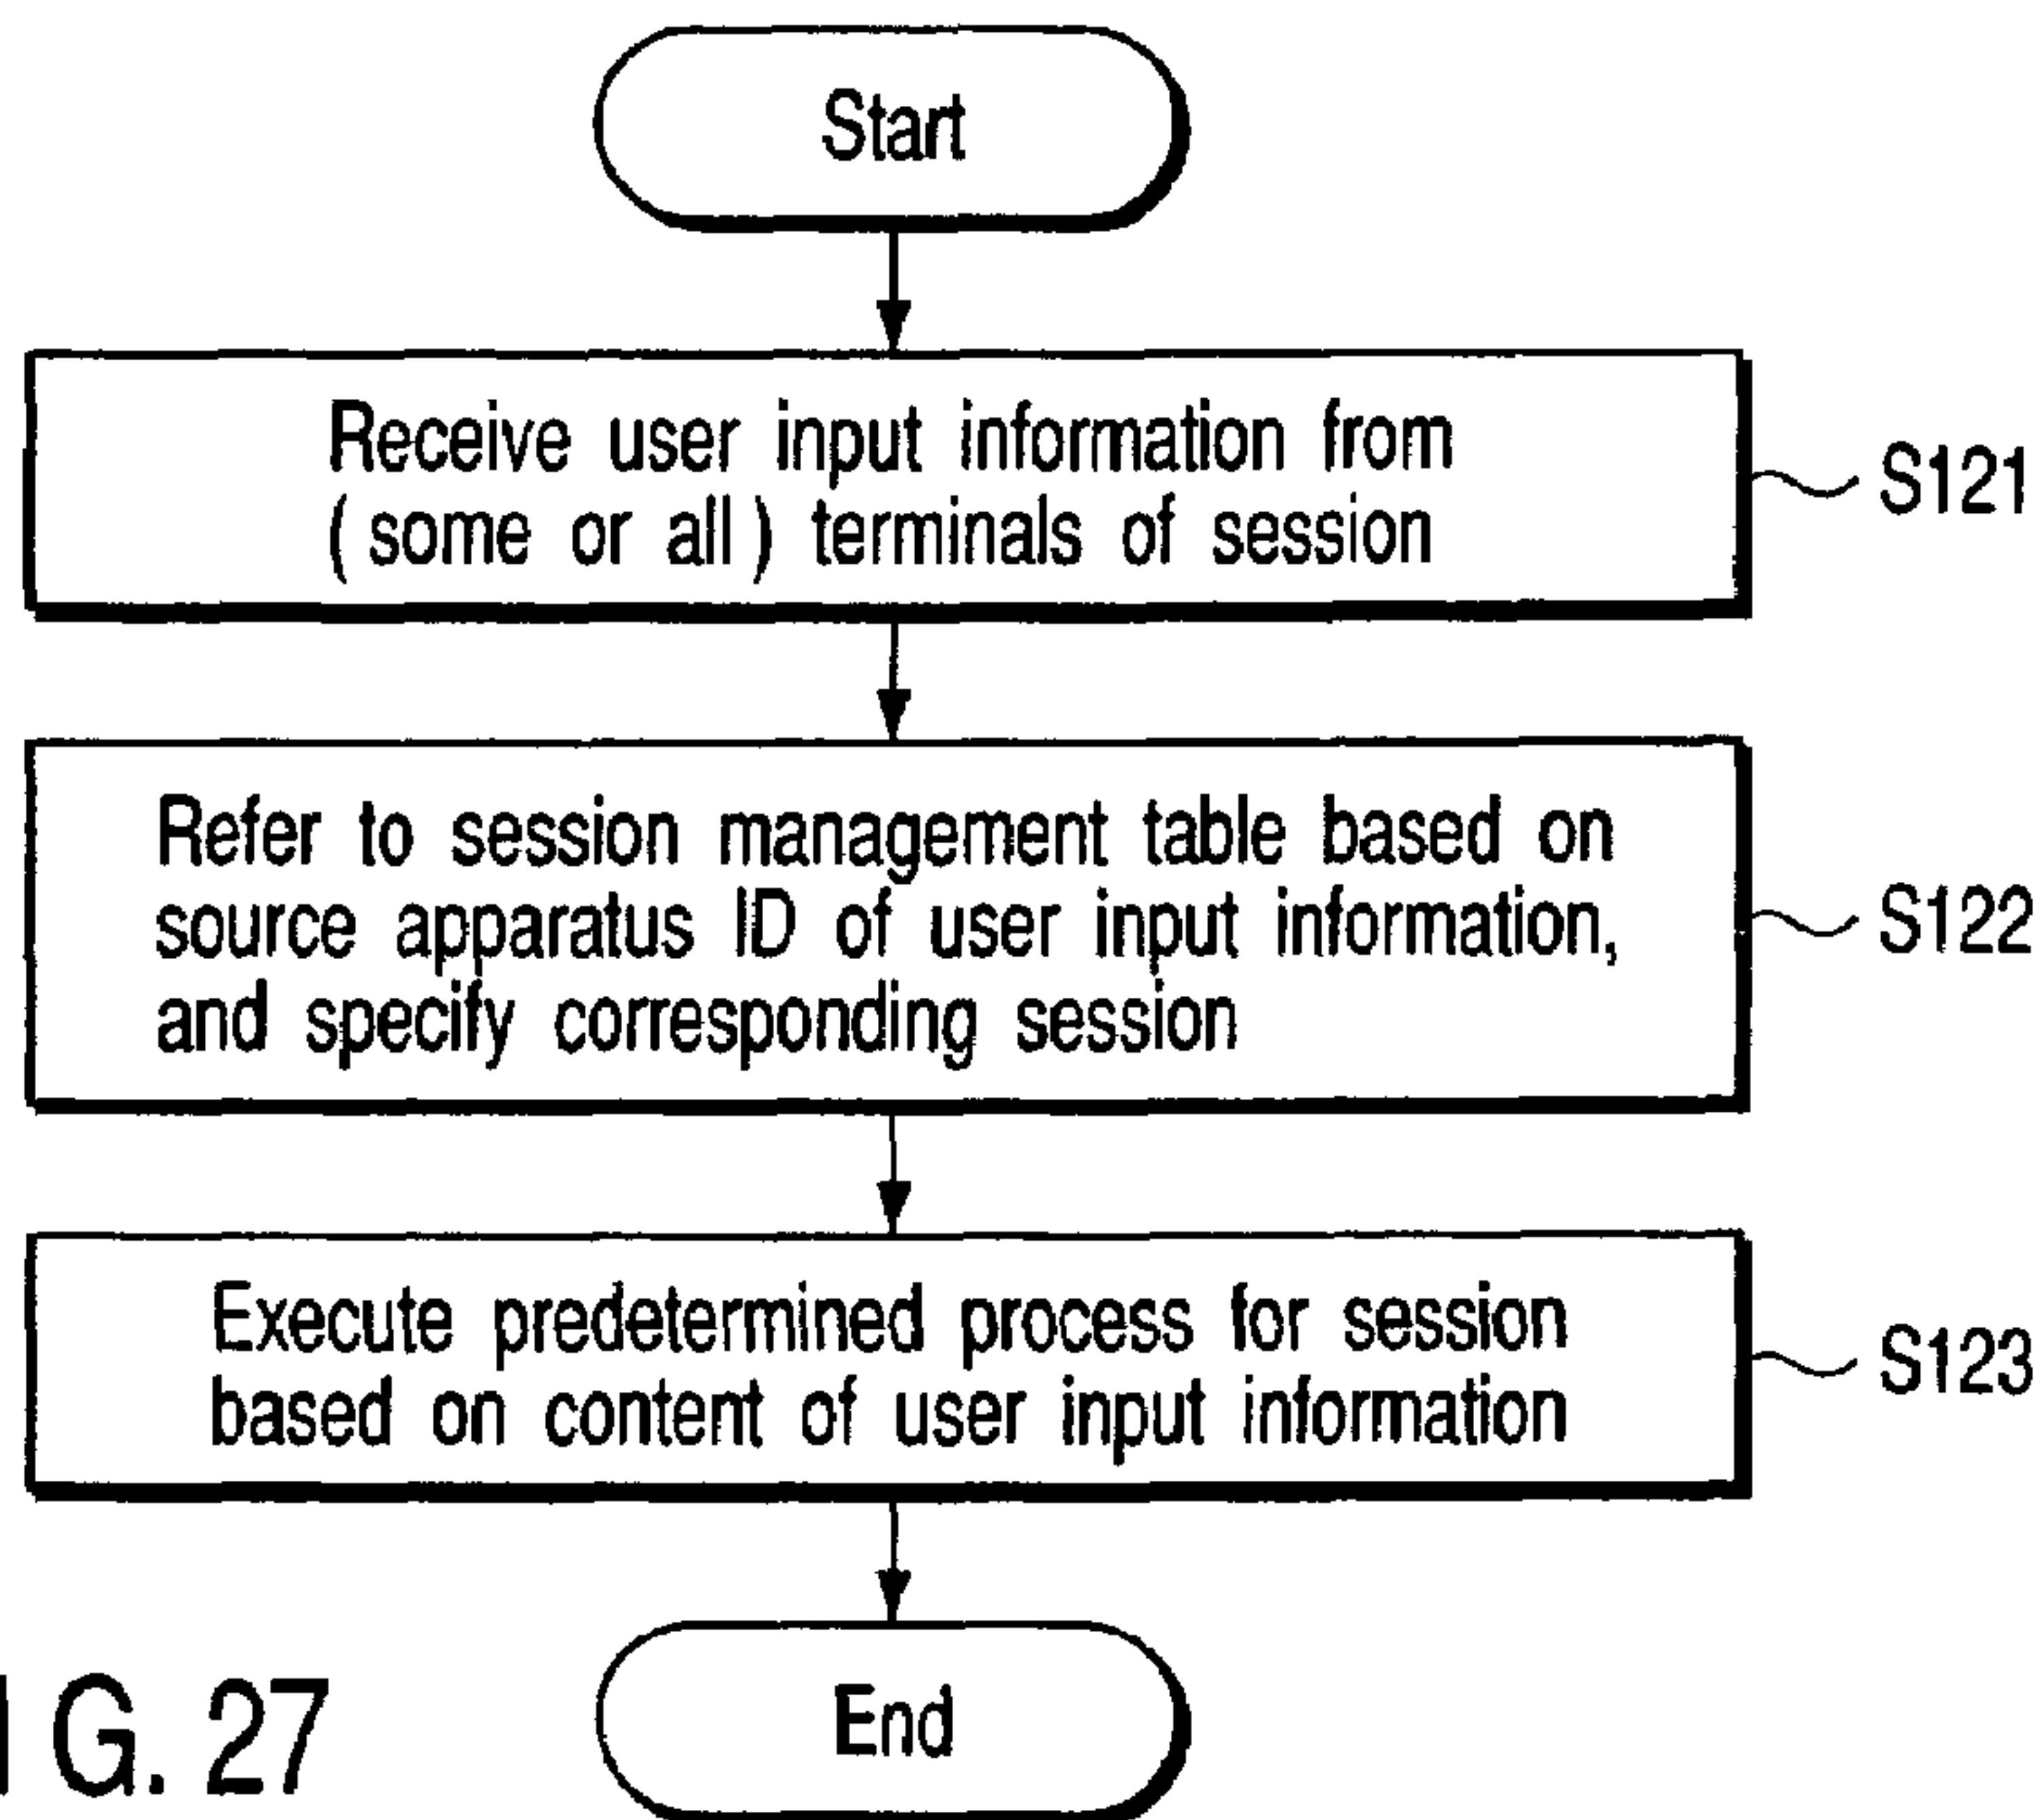 Start
Receive user input information from
(some or all) terminals of session
S121
Refer to session management table based on
source apparatus ID of user input information,
and specify corresponding session
S122
Execute predetermined process for session
based on content of user input information
S123
End
G. 27